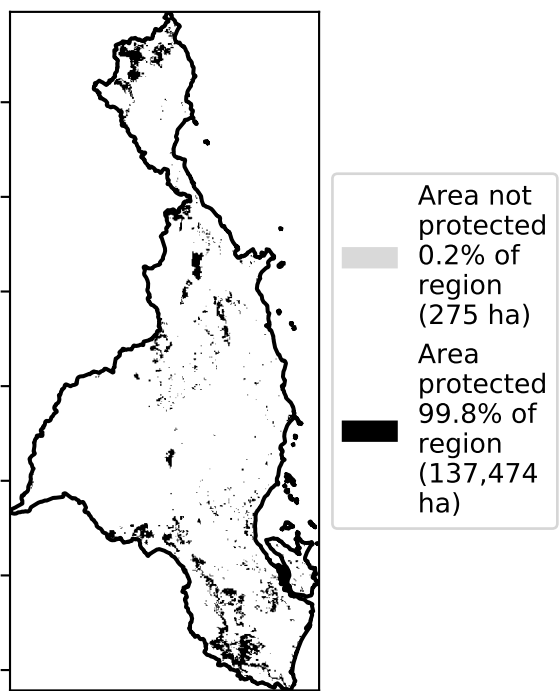 Area not
protected
0.2% of
region
(275 ha)
Area
protected
99.8% of
region
(137,474
ha)